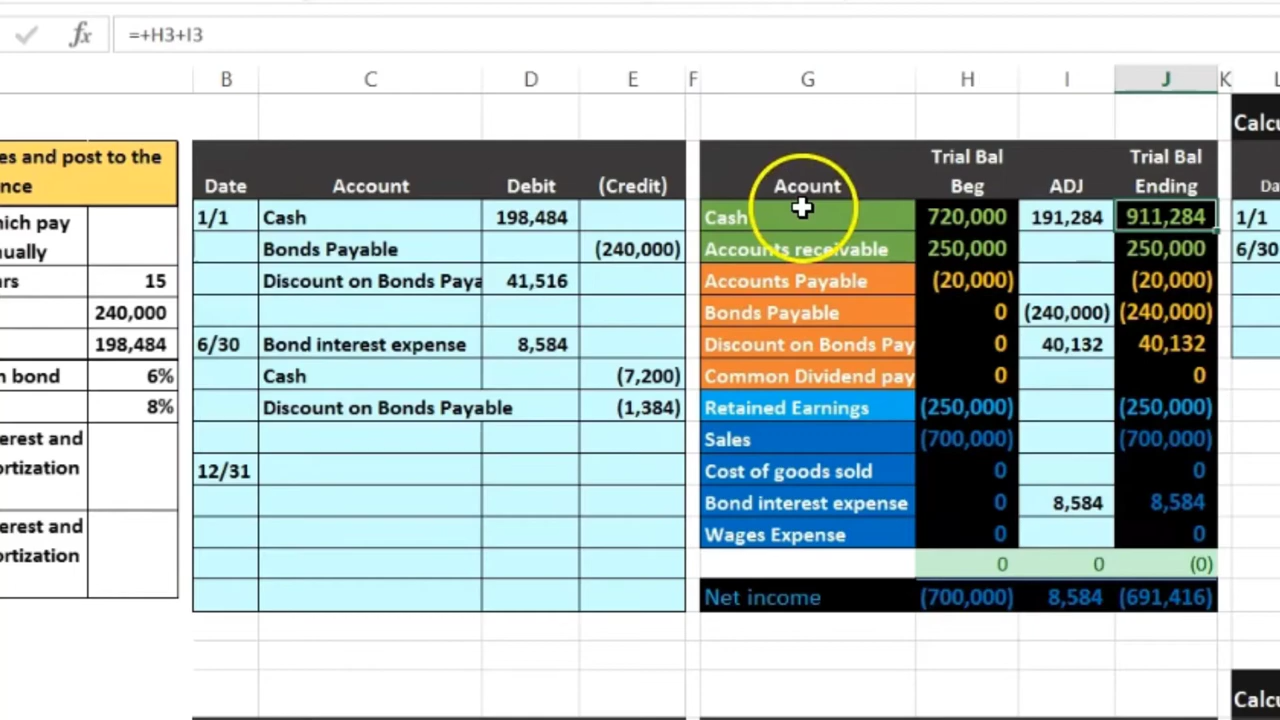 fx =+H3+I3
B C D E F G H I J K L
es and post to the
nce
hich pay
nually
ars 15
240,000
198,484
n bond 6%
8%
erest and
ortization
erest and
ortization
Date Account Debit (Credit)
1/1 Cash 198,484
Bonds Payable (240,000)
Discount on Bonds Paya 41,516
6/30 Bond interest expense 8,584
Cash (7,200)
Discount on Bonds Payable (1,384)
12/31
Trial Bal Trial Bal
Acount Beg ADJ Ending
Cash 720,000 191,284 911,284
Accounts receivable 250,000 250,000
Accounts Payable (20,000) (20,000)
Bonds Payable 0 (240,000) (240,000)
Discount on Bonds Pay 0 40,132 40,132
Common Dividend pay 0 0
Retained Earnings (250,000) (250,000)
Sales (700,000) (700,000)
Cost of goods sold 0 0
Bond interest expense 0 8,584 8,584
Wages Expense 0 0
0 0 (0)
Net income (700,000) 8,584 (691,416)
Calcu
Da
1/1
6/30
Calcu